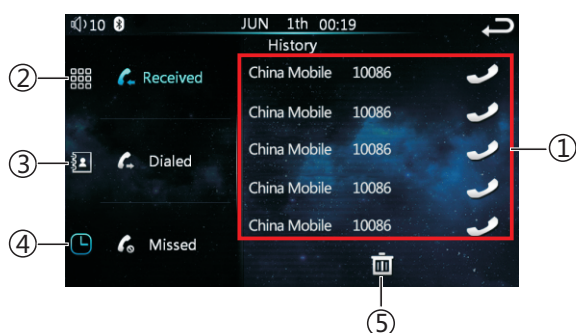 10 JUN 1th 00:19
History
② Received
China Mobile 10086
China Mobile 10086
③ Dialed
China Mobile 10086 ①
China Mobile 10086
④ Missed
China Mobile 10086
⑤